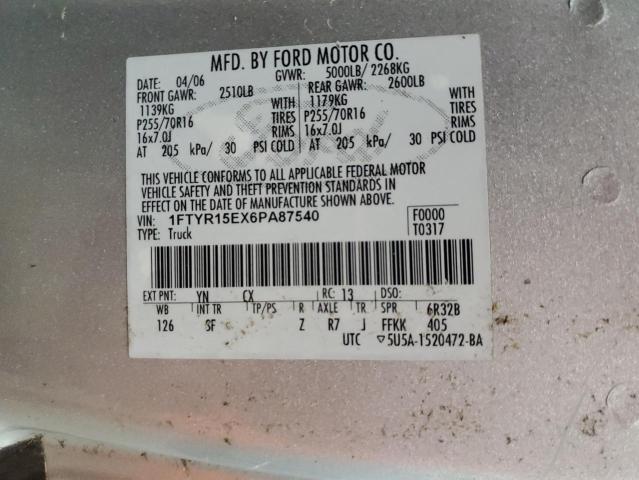 MFD. BY FORD MOTOR CO.
DATE: 04/06 GVWR: 5000LB/ 2268KG
FRONT GAWR: 2510LB REAR GAWR: 2600LB
1139KG WITH 1179KG WITH
P255/70R16 TIRES P255/70R16 TIRES
16x7.0J RIMS 16x7.0J RIMS
AT 205 kPa/ 30 PSI COLD AT 205 kPa/ 30 PSI COLD
THIS VEHICLE CONFORMS TO ALL APPLICABLE FEDERAL MOTOR
VEHICLE SAFETY AND THEFT PREVENTION STANDARDS IN
EFFECT ON THE DATE OF MANUFACTURE SHOWN ABOVE.
VIN: 1FTYR15EX6PA87540 F0000
TYPE: Truck T0317
EXT PNT: YN CX RC: 13 DSO:
WB INT TR TP/PS R AXLE TR SPR 6R32B
126 SF Z R7 J FFKK 405
UTC ▽5U5A-1520472-BA